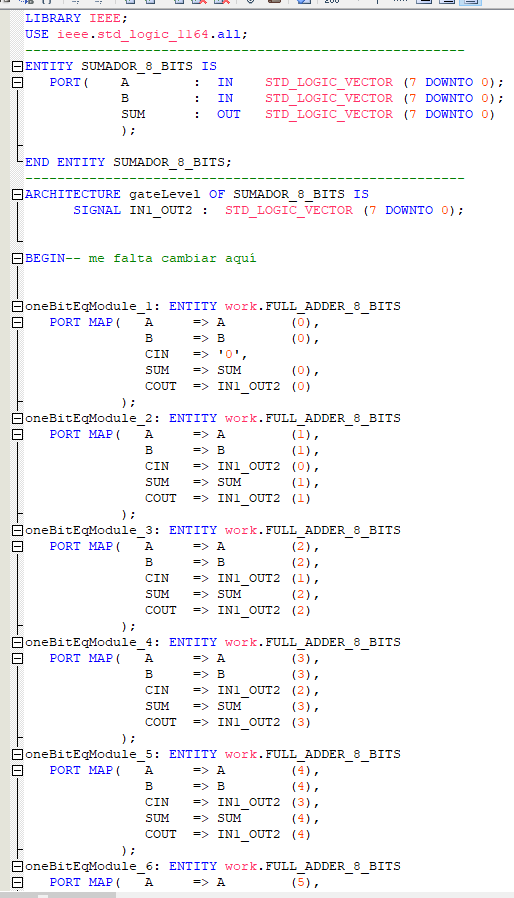 LIBRARY IEEE;
USE ieee.std_logic_1164.all;
------------------------------------------------------
ENTITY SUMADOR_8_BITS IS
PORT( A : IN STD_LOGIC_VECTOR (7 DOWNTO 0);
B : IN STD_LOGIC_VECTOR (7 DOWNTO 0);
SUM : OUT STD_LOGIC_VECTOR (7 DOWNTO 0)
);
END ENTITY SUMADOR_8_BITS;
------------------------------------------------------
ARCHITECTURE gateLevel OF SUMADOR_8_BITS IS
SIGNAL IN1_OUT2 : STD_LOGIC_VECTOR (7 DOWNTO 0);
BEGIN-- me falta cambiar aquí
oneBitEqModule_1: ENTITY work.FULL_ADDER_8_BITS
PORT MAP( A => A (0),
B => B (0),
CIN => '0',
SUM => SUM (0),
COUT => IN1_OUT2 (0)
);
oneBitEqModule_2: ENTITY work.FULL_ADDER_8_BITS
PORT MAP( A => A (1),
B => B (1),
CIN => IN1_OUT2 (0),
SUM => SUM (1),
COUT => IN1_OUT2 (1)
);
oneBitEqModule_3: ENTITY work.FULL_ADDER_8_BITS
PORT MAP( A => A (2),
B => B (2),
CIN => IN1_OUT2 (1),
SUM => SUM (2),
COUT => IN1_OUT2 (2)
);
oneBitEqModule_4: ENTITY work.FULL_ADDER_8_BITS
PORT MAP( A => A (3),
B => B (3),
CIN => IN1_OUT2 (2),
SUM => SUM (3),
COUT => IN1_OUT2 (3)
);
oneBitEqModule_5: ENTITY work.FULL_ADDER_8_BITS
PORT MAP( A => A (4),
B => B (4),
CIN => IN1_OUT2 (3),
SUM => SUM (4),
COUT => IN1_OUT2 (4)
);
oneBitEqModule_6: ENTITY work.FULL_ADDER_8_BITS
PORT MAP( A => A (5),